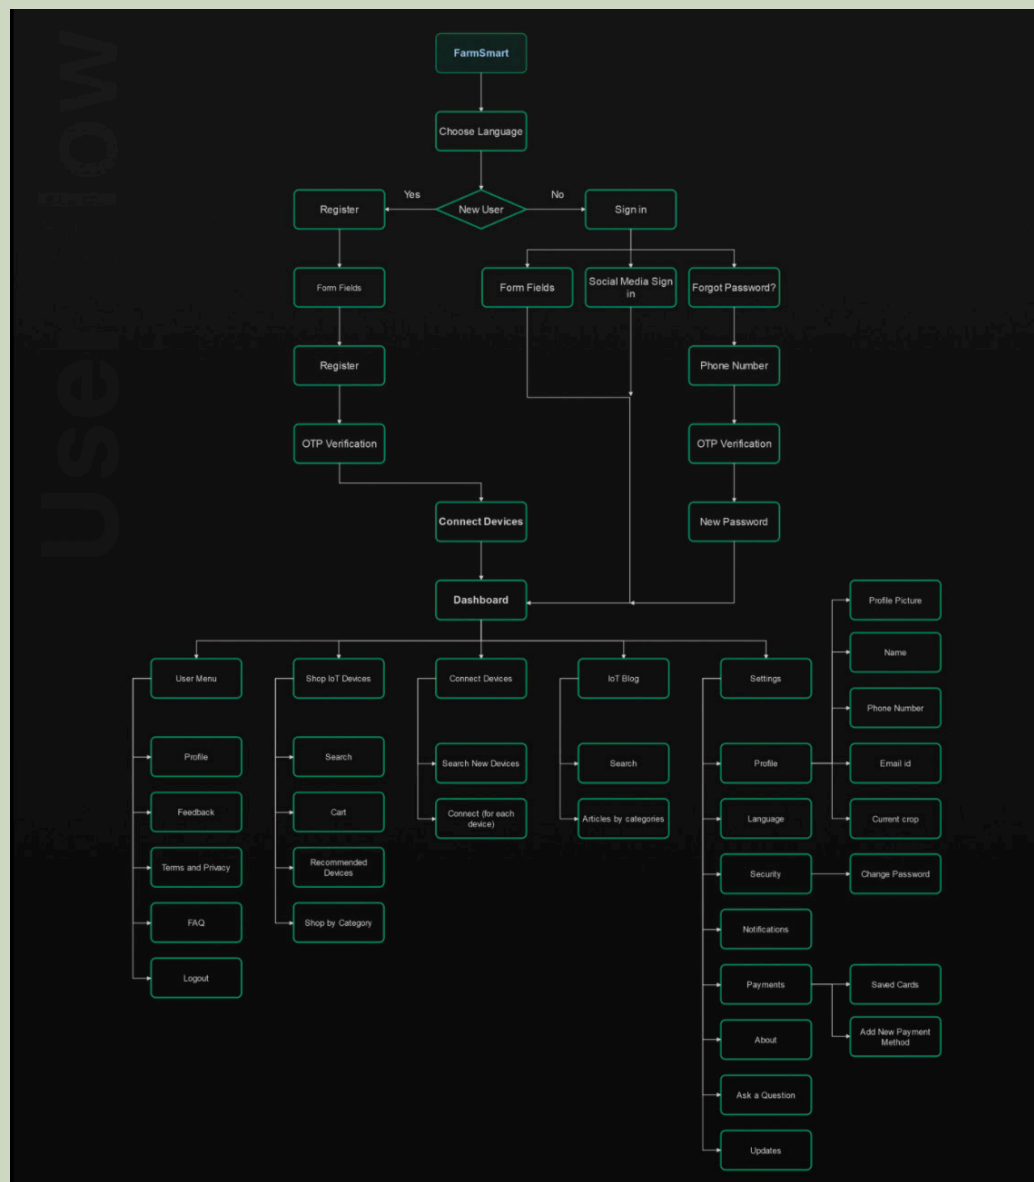 User Flow
FarmSmart
Choose Language
Yes
No
Register
New User
Sign in
Form Fields
Form Fields
Social Media Sign
in
Forgot Password?
Register
Phone Number
OTP Verification
OTP Verification
Connect Devices
New Password
Dashboard
Profile Picture
Name
User Menu
Shop IoT Devices
Connect Devices
IoT Blog
Settings
Phone Number
Profile
Search
Search New Devices
Search
Profile
Email id
Feedback
Cart
Connect (for each
device)
Articles by categories
Language
Current crop
Terms and Privacy
Recommended
Devices
Security
Change Password
FAQ
Shop by Category
Notifications
Logout
Payments
Saved Cards
About
Add New Payment
Method
Ask a Question
Updates